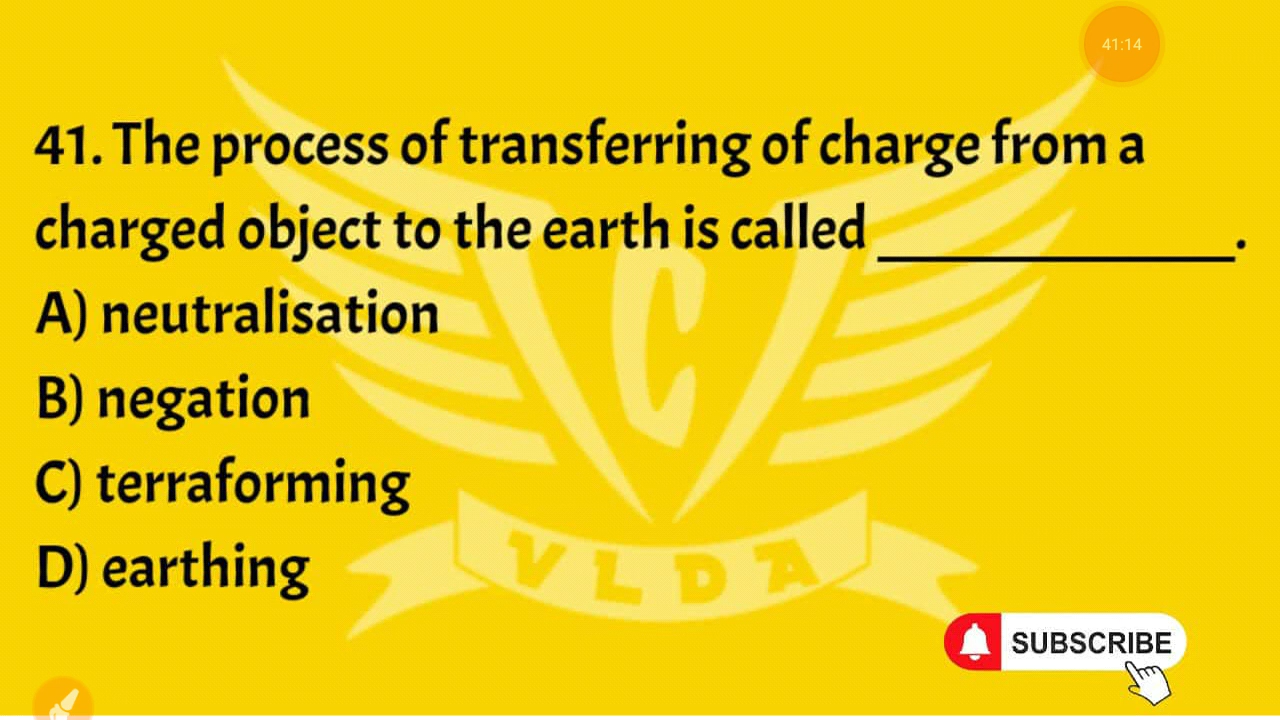 41:14
41. The process of transferring of charge from a
charged object to the earth is called ______________.
A) neutralisation
B) negation
C) terraforming
D) earthing
C
VLDA
SUBSCRIBE